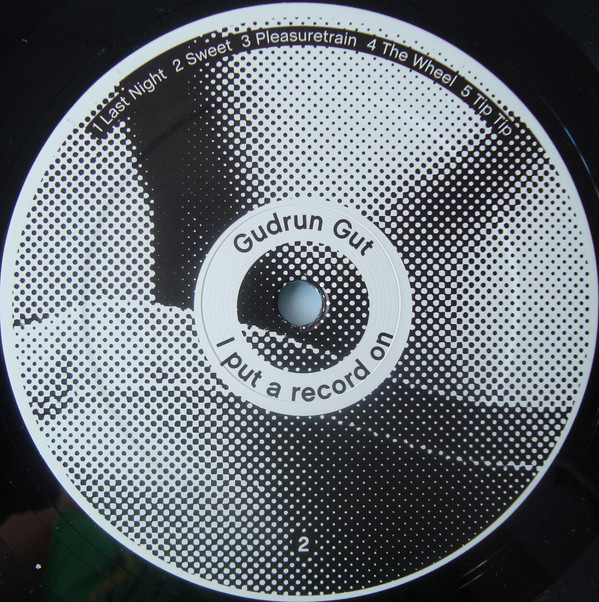 1 Last Night 2 Sweet 3 Pleasuretrain 4 The Wheel 5 Tip Tip
Gudrun Gut
I put a record on
2